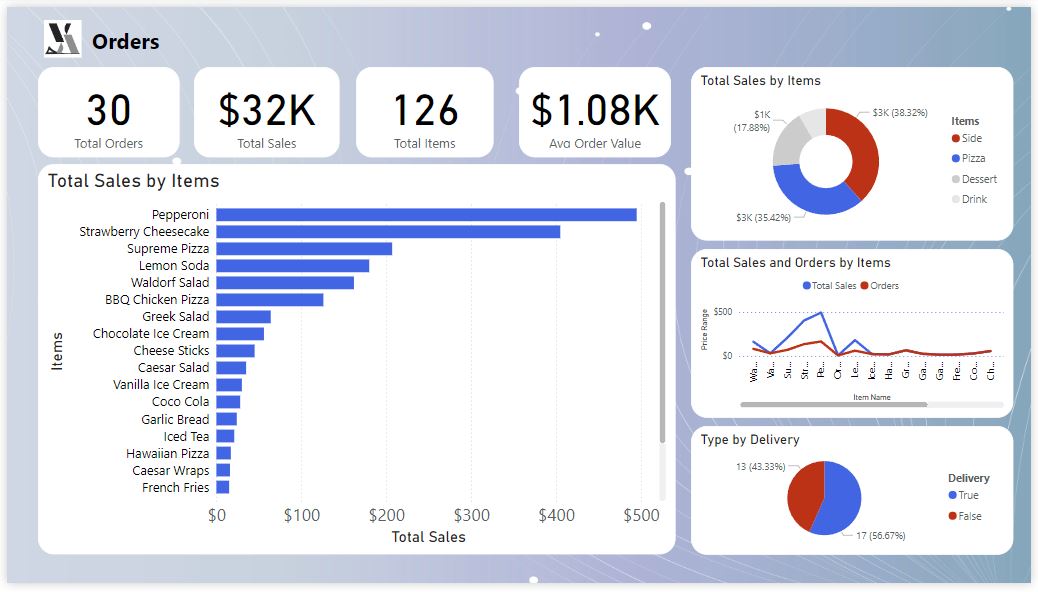 Orders
30
Total Orders
$32K
Total Sales
126
Total Items
$1.08K
Avg Order Value
Total Sales by Items
Items
Pepperoni
Strawberry Cheesecake
Supreme Pizza
Lemon Soda
Waldorf Salad
BBQ Chicken Pizza
Greek Salad
Chocolate Ice Cream
Cheese Sticks
Caesar Salad
Vanilla Ice Cream
Coco Cola
Garlic Bread
Iced Tea
Hawaiian Pizza
Caesar Wraps
French Fries
$0 $100 $200 $300 $400 $500
Total Sales
Total Sales by Items
$1K
(17.88%)
$3K (38.32%)
$3K (35.42%)
Items
Side
Pizza
Dessert
Drink
Total Sales and Orders by Items
Total Sales Orders
Price Range
$500
$0
Wa... Va... Su... Str... Pe... Or... Le... Ice... Ha... Gr... Ga... Ga... Fre... Co... Ch...
Item Name
Type by Delivery
13 (43.33%)
17 (56.67%)
Delivery
True
False